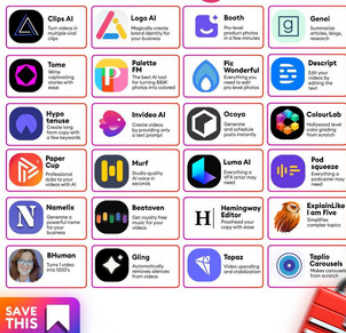 Clips AI
Turn videos in
multiple viral
clips
Logo AI
Magically create
brand identity for
your business
Booth
Pro-level
product photos
in a few minutes
Genei
Summarize
articles, blogs,
research
Tome
Write
captivating
stories with
ease
Palette
FM
The best AI tool
for turning B&W
photos into colored
Pic
Wonderful
Everything you
need to edit
pro level photos
Descript
Edit your
videos by
editing the
text
Hypo
tenuse
Create long
form copy with
a few keywords
Invideo AI
Create videos
by providing only
a text prompt
Ocoya
Generate
and schedule
posts instantly
ColourLab
Hollywood level
color grading
from scratch
Paper
Cup
Professional
dubs to your
videos with AI
Murf
Studio quality
AI voice in
seconds
Luma AI
Everything a
VFX artist may
need
Pod
squeeze
Everything a
podcaster may
need
N
Namelix
Generate a
powerful name
for your
business
Beatoven
Get royalty free
music for your
videos
H
Hemingway
Editor
Proofread your
copy with ease
ExplainLike
I am Five
Simplifies
complex topics
BHuman
Turns 1 video
into 1000's
Gling
Automatically
removes silences
from videos
Topaz
Video upscaling
and stabilization
Taplio
Carousels
Makes carousels
from scratch
SAVE
THIS